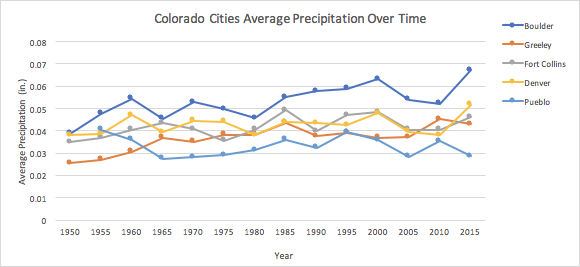 Colorado Cities Average Precipitation Over Time
Average Precipitation (in.)
0.08
0.07
0.06
0.05
0.04
0.03
0.02
0.01
0
1950 1955 1960 1965 1970 1975 1980 1985 1990 1995 2000 2005 2010 2015
Year
Boulder
Greeley
Fort Collins
Denver
Pueblo